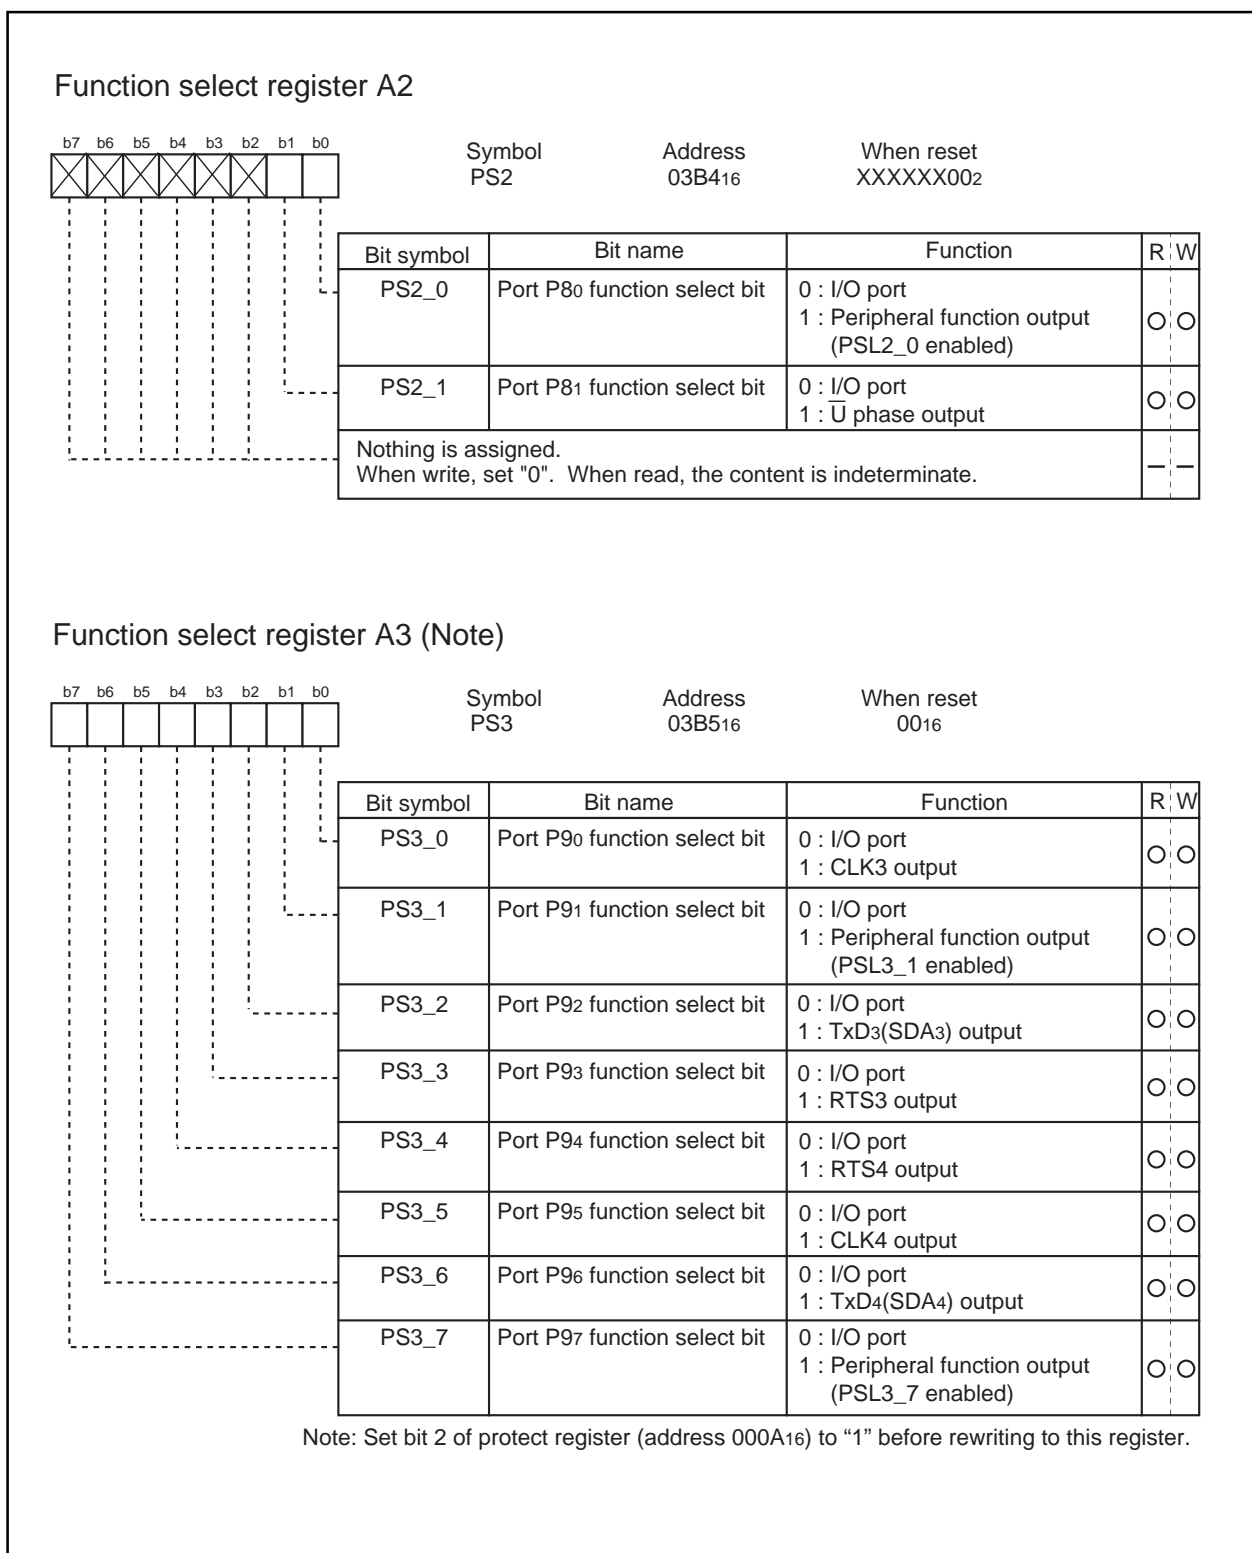 Function select register A2
b7 b6 b5 b4 b3 b2 b1 b0
Symbol Address When reset
PS2 03B416 XXXXXX002
Bit symbol Bit name Function R W
PS2_0 Port P80 function select bit 0 : I/O port
1 : Peripheral function output
(PSL2_0 enabled)
PS2_1 Port P81 function select bit 0 : I/O port
1 : U̅ phase output
Nothing is assigned.
When write, set "0". When read, the content is indeterminate.
Function select register A3 (Note)
b7 b6 b5 b4 b3 b2 b1 b0
Symbol Address When reset
PS3 03B516 0016
Bit symbol Bit name Function R W
PS3_0 Port P90 function select bit 0 : I/O port
1 : CLK3 output
PS3_1 Port P91 function select bit 0 : I/O port
1 : Peripheral function output
(PSL3_1 enabled)
PS3_2 Port P92 function select bit 0 : I/O port
1 : TxD3(SDA3) output
PS3_3 Port P93 function select bit 0 : I/O port
1 : RTS3 output
PS3_4 Port P94 function select bit 0 : I/O port
1 : RTS4 output
PS3_5 Port P95 function select bit 0 : I/O port
1 : CLK4 output
PS3_6 Port P96 function select bit 0 : I/O port
1 : TxD4(SDA4) output
PS3_7 Port P97 function select bit 0 : I/O port
1 : Peripheral function output
(PSL3_7 enabled)
Note: Set bit 2 of protect register (address 000A16) to “1” before rewriting to this register.